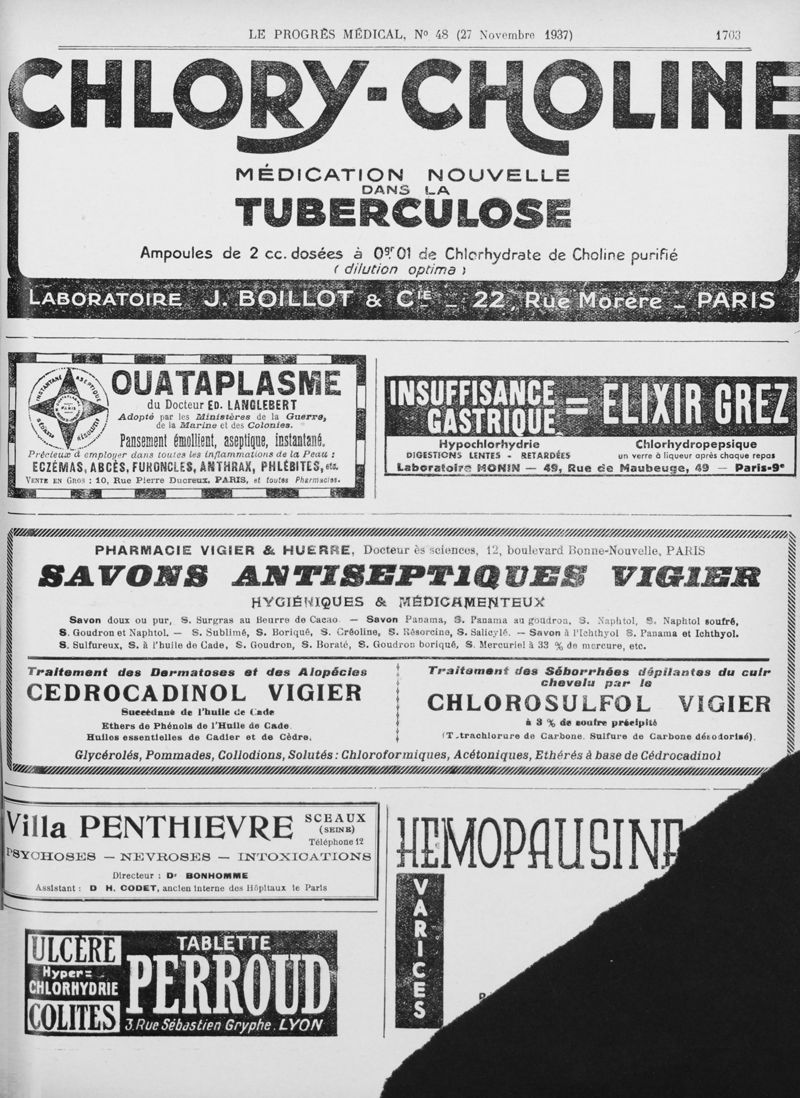 LE PROGRÈS MÉDICAL, Nº 48 (27 Novembre 1937) 1703
CHLORY-CHOLINE
MÉDICATION NOUVELLE
DANS LA
TUBERCULOSE
Ampoules de 2 cc. dosées à 0gr.01 de Chlorhydrate de Choline purifié
(dilution optima)
LABORATOIRE J. BOILLOT & CIE _ 22, Rue Morère _ PARIS
INSTANTANÉ ASEPTIQUE
RÉSOLUTIF
PARIS
OUATAPLASME
du Docteur ED. LANGLEBERT
Adopté par les Ministères de la Guerre,
de la Marine et des Colonies.
Pansement émollient, aseptique, instantané.
Précieux à employer dans toutes les inflammations de la Peau :
ECZÉMAS, ABCÈS, FURONCLES, ANTHRAX, PHLÉBITES, etc.
VENTE EN GROS : 10, Rue Pierre Ducreux, PARIS, et toutes Pharmacies.
INSUFFISANCE
GASTRIQUE = ELIXIR GREZ
Hypochlorhydrie Chlorhydropepsique
DIGESTIONS LENTES - RETARDÉES un verre à liqueur après chaque repas
Laboratoire MONIN — 49, Rue de Maubeuge, 49 — Paris-9e
PHARMACIE VIGIER & HUERRE, Docteur ès sciences, 12, boulevard Bonne-Nouvelle, PARIS
SAVONS ANTISEPTIQUES VIGIER
HYGIÉNIQUES & MÉDICAMENTEUX
Savon doux ou pur, S. Surgras au Beurre de Cacao. — Savon Panama, S. Panama au goudron, S. Naphtol, S. Naphtol soufré,
S. Goudron et Naphtol. — S. Sublimé, S. Boriqué, S. Créoline, S. Résorcine, S. Salicylé. — Savon à l'Ichthyol S. Panama et Ichthyol.
S. Sulfureux, S. à l'huile de Cade, S. Goudron, S. Boraté, S. Goudron boriqué, S. Mercuriel à 33 % de mercure, etc.
Traitement des Dermatoses et des Alopécies
CEDROCADINOL VIGIER
Succédané de l'huile de Cade
Ethers de Phénols de l'Huile de Cade.
Huiles essentielles de Cadier et de Cèdre.
Traitement des Séborrhées dépilantes du cuir
chevelu par le
CHLOROSULFOL VIGIER
à 3 % de soufre précipité
(T.trachlorure de Carbone. Sulfure de Carbone désodorisé).
Glycérolés, Pommades, Collodions, Solutés : Chloroformiques, Acétoniques, Ethérés à base de Cédrocadinol
Villa PENTHIEVRE SCEAUX
(SEINE)
Téléphone 12
PSYCHOSES — NEVROSES — INTOXICATIONS
Directeur : Dr BONHOMME
Assistant : D H. CODET, ancien interne des Hôpitaux le Paris
ULCÈRE
Hyper=
CHLORHYDRIE
COLITES
TABLETTE
PERROUD
3, Rue Sébastien Gryphe. LYON
HEMOPAUSINE
VARICES